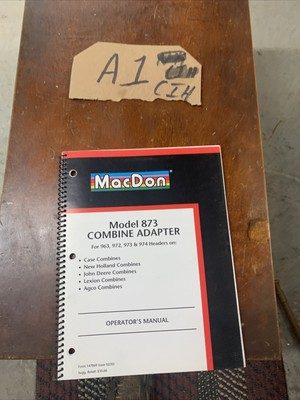 A1 CIH
CIH
MacDon®
Model 873
COMBINE ADAPTER
For 963, 972, 973 & 974 Headers on:
• Case Combines
• New Holland Combines
• John Deere Combines
• Lexion Combines
• Agco Combines
OPERATOR'S MANUAL